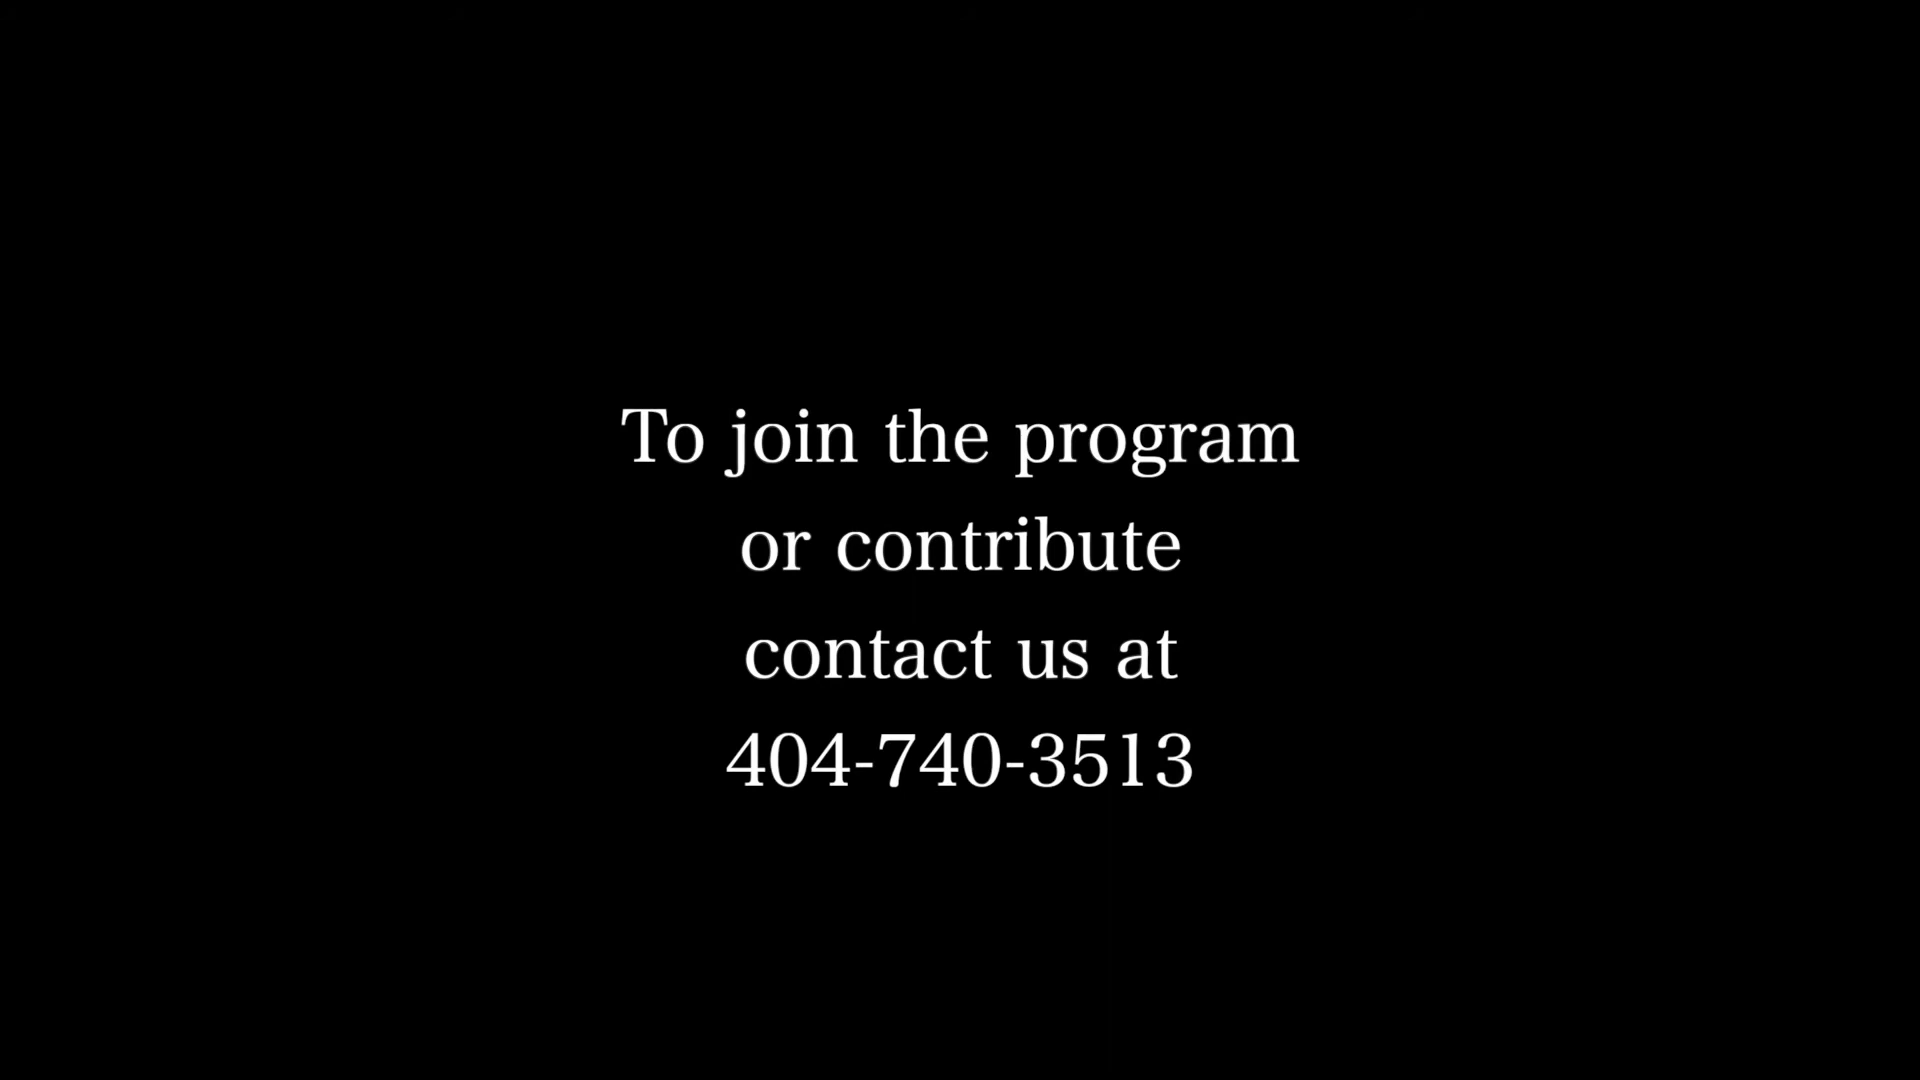 To join the program
or contribute
contact us at
404-740-3513